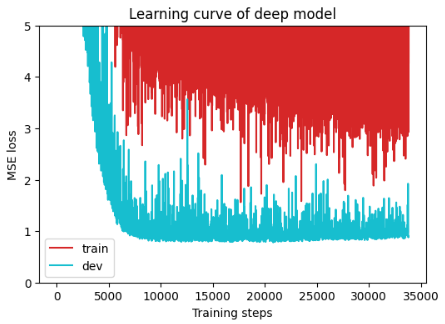 Learning curve of deep model
MSE loss
5
4
3
2
1
0
train
dev
0
5000
10000
15000
20000
25000
30000
35000
Training steps